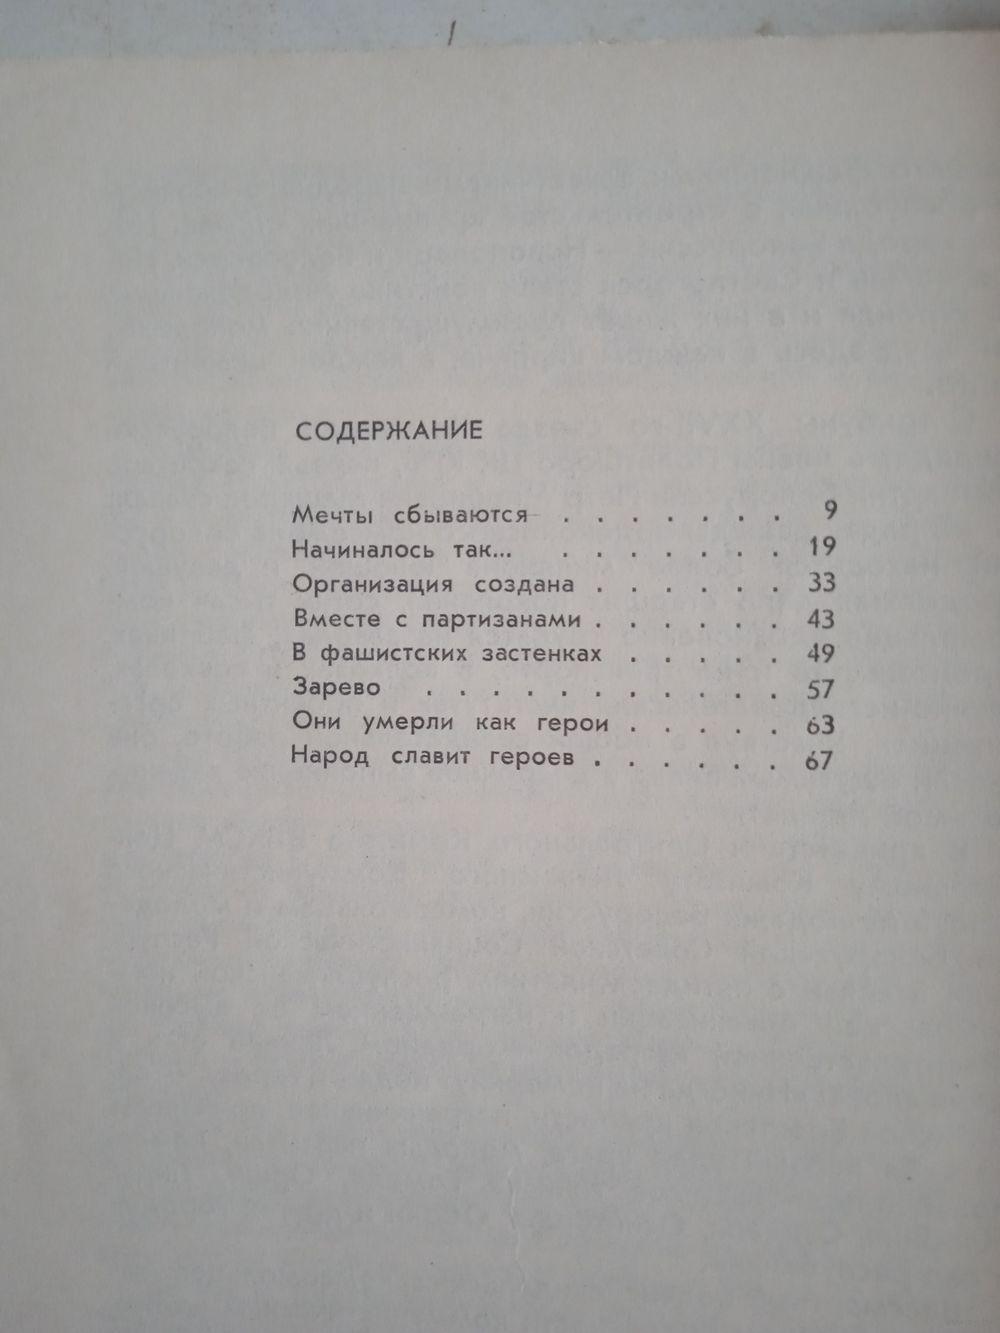 СОДЕРЖАНИЕ
Мечты сбываются . . . . . . . 9
Начиналось так... . . . . . . . 19
Организация создана . . . . . . 33
Вместе с партизанами . . . . . . 43
В фашистских застенках . . . . . 49
Зарево . . . . . . . . . . . 57
Они умерли как герои . . . . . 63
Народ славит героев . . . . . . 67